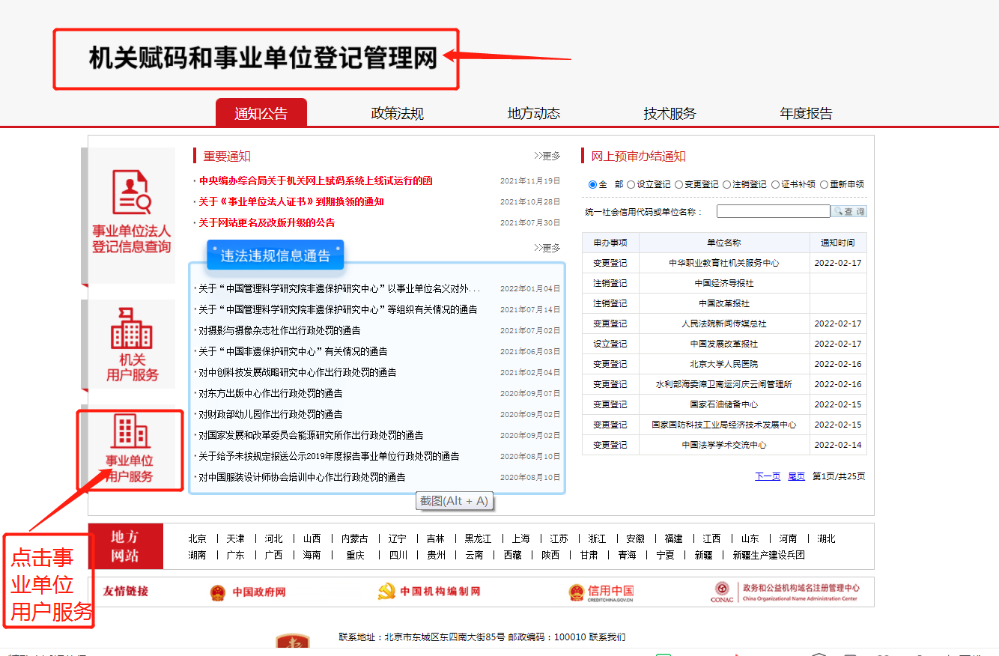 机关赋码和事业单位登记管理网
通知公告 政策法规 地方动态 技术服务 年度报告
事业单位法人
登记信息查询
机关
用户服务
事业单位
用户服务
点击事
业单位
用户服务
重要通知 >>更多
·中央编办综合局关于机关网上赋码系统上线试运行的函 2021年11月19日
·关于《事业单位法人证书》到期换领的通知 2021年10月28日
·关于网站更名及改版升级的公告 2021年07月30日
违法违规信息通告 >>更多
·关于“中国管理科学研究院非遗保护研究中心”以事业单位名义对外... 2022年01月04日
·关于“中国管理科学研究院非遗保护研究中心”等组织有关情况的通告 2021年07月14日
·对摄影与摄像杂志社作出行政处罚的通告 2021年07月02日
·关于“中国非遗保护研究中心”有关情况的通告 2021年06月03日
·对中创科技发展战略研究中心作出行政处罚的通告 2021年02月04日
·对东方出版中心作出行政处罚的通告 2020年09月07日
·对财政部幼儿园作出行政处罚的通告 2020年09月02日
·对国家发展和改革委员会能源研究所作出行政处罚的通告 2020年09月02日
·关于给予未按规定报送公示2019年度报告事业单位行政处罚的通告 2020年08月10日
·对中国服装设计师协会培训中心作出行政处罚的通告 2020年08月10日
截图(Alt + A)
网上预审办结通知
全 部 设立登记 变更登记 注销登记 证书补领 重新申领
统一社会信用代码或单位名称： 查 询
申办事项 单位名称 通知时间
变更登记 中华职业教育社机关服务中心 2022-02-17
注销登记 中国经济导报社
注销登记 中国改革报社
变更登记 人民法院新闻传媒总社 2022-02-17
设立登记 中国发展改革报社 2022-02-17
变更登记 北京大学人民医院 2022-02-16
变更登记 水利部海委漳卫南运河庆云闸管理所 2022-02-16
变更登记 国家石油储备中心 2022-02-15
变更登记 国家国防科技工业局经济技术发展中心 2022-02-15
变更登记 中国法学学术交流中心 2022-02-14
下一页 尾页 第1页/共25页
地方
网站
北京 | 天津 | 河北 | 山西 | 内蒙古 | 辽宁 | 吉林 | 黑龙江 | 上海 | 江苏 | 浙江 | 安徽 | 福建 | 江西 | 山东 | 河南 | 湖北
湖南 | 广东 | 广西 | 海南 | 重庆 | 四川 | 贵州 | 云南 | 西藏 | 陕西 | 甘肃 | 青海 | 宁夏 | 新疆 | 新疆生产建设兵团
友情链接 中国政府网 中国机构编制网 信用中国 CREDITCHINA.GOV.CN CONAC 政务和公益机构域名注册管理中心
China Organizational Name Administration Center
联系地址：北京市东城区东四南大街85号 邮政编码：100010 联系我们